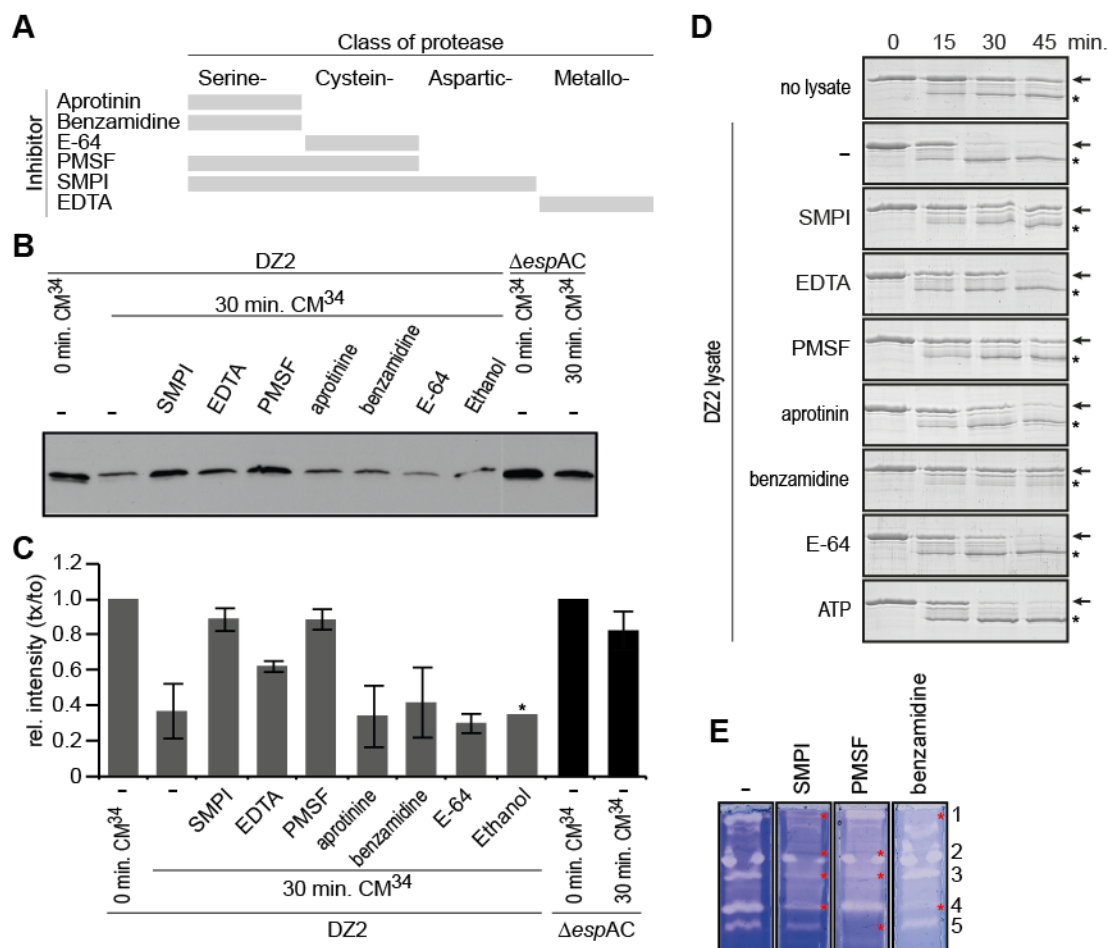 A
Class of protease
Serine- Cystein- Aspartic- Metallo-
Inhibitor
Aprotinin
Benzamidine
E-64
PMSF
SMPI
EDTA
B
DZ2 ΔespAC
30 min. CM34
0 min. CM34
0 min. CM34
30 min. CM34
- - SMPI EDTA PMSF aprotinine benzamidine E-64 Ethanol - -
C
rel. intensity (tx/to)
1.2
1.0
0.8
0.6
0.4
0.2
0
*
0 min. CM34
- SMPI EDTA PMSF aprotinine benzamidine E-64 Ethanol
- -
30 min. CM34
0 min. CM34
30 min. CM34
DZ2 ΔespAC
D
0 15 30 45 min.
no lysate
*
DZ2 lysate
-
*
SMPI
*
EDTA
*
PMSF
*
aprotinin
*
benzamidine
*
E-64
*
ATP
*
E
- SMPI PMSF benzamidine
* * 1
* * 2
* * 3
* * 4
* 5